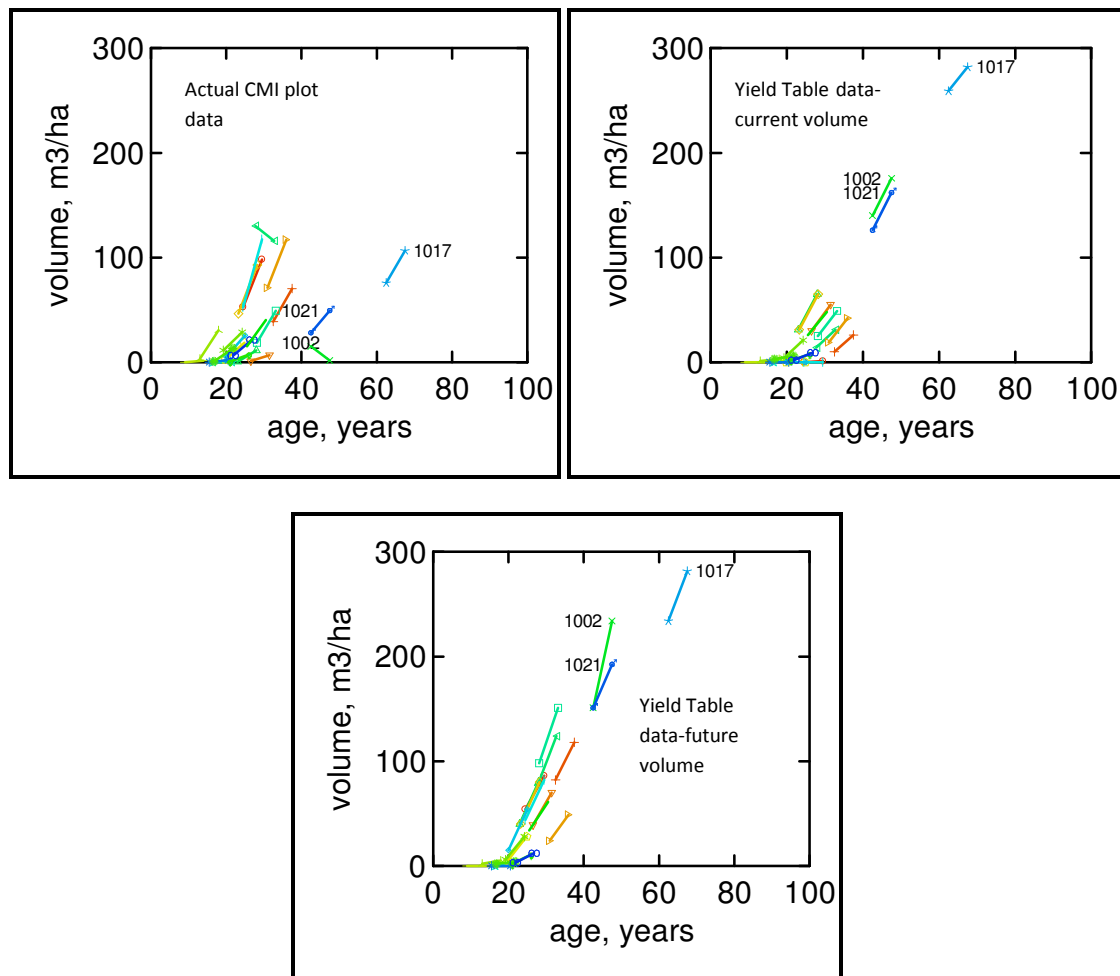 300
200
100
0
0 20 40 60 80 100
volume, m3/ha
age, years
Actual CMI plot
data
1017
1021
1002
300
200
100
0
0 20 40 60 80 100
volume, m3/ha
age, years
Yield Table data-
current volume
1017
1002
1021
300
200
100
0
0 20 40 60 80 100
volume, m3/ha
age, years
1017
1002
1021
Yield Table
data-future
volume